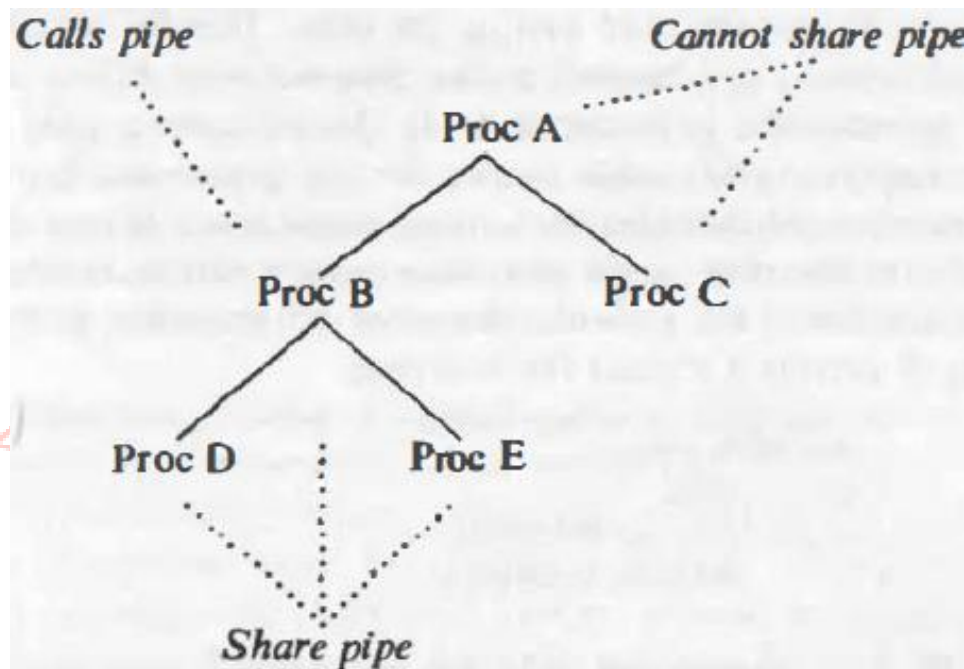 Calls pipe Cannot share pipe
Proc A
Proc B Proc C
Proc D Proc E
Share pipe